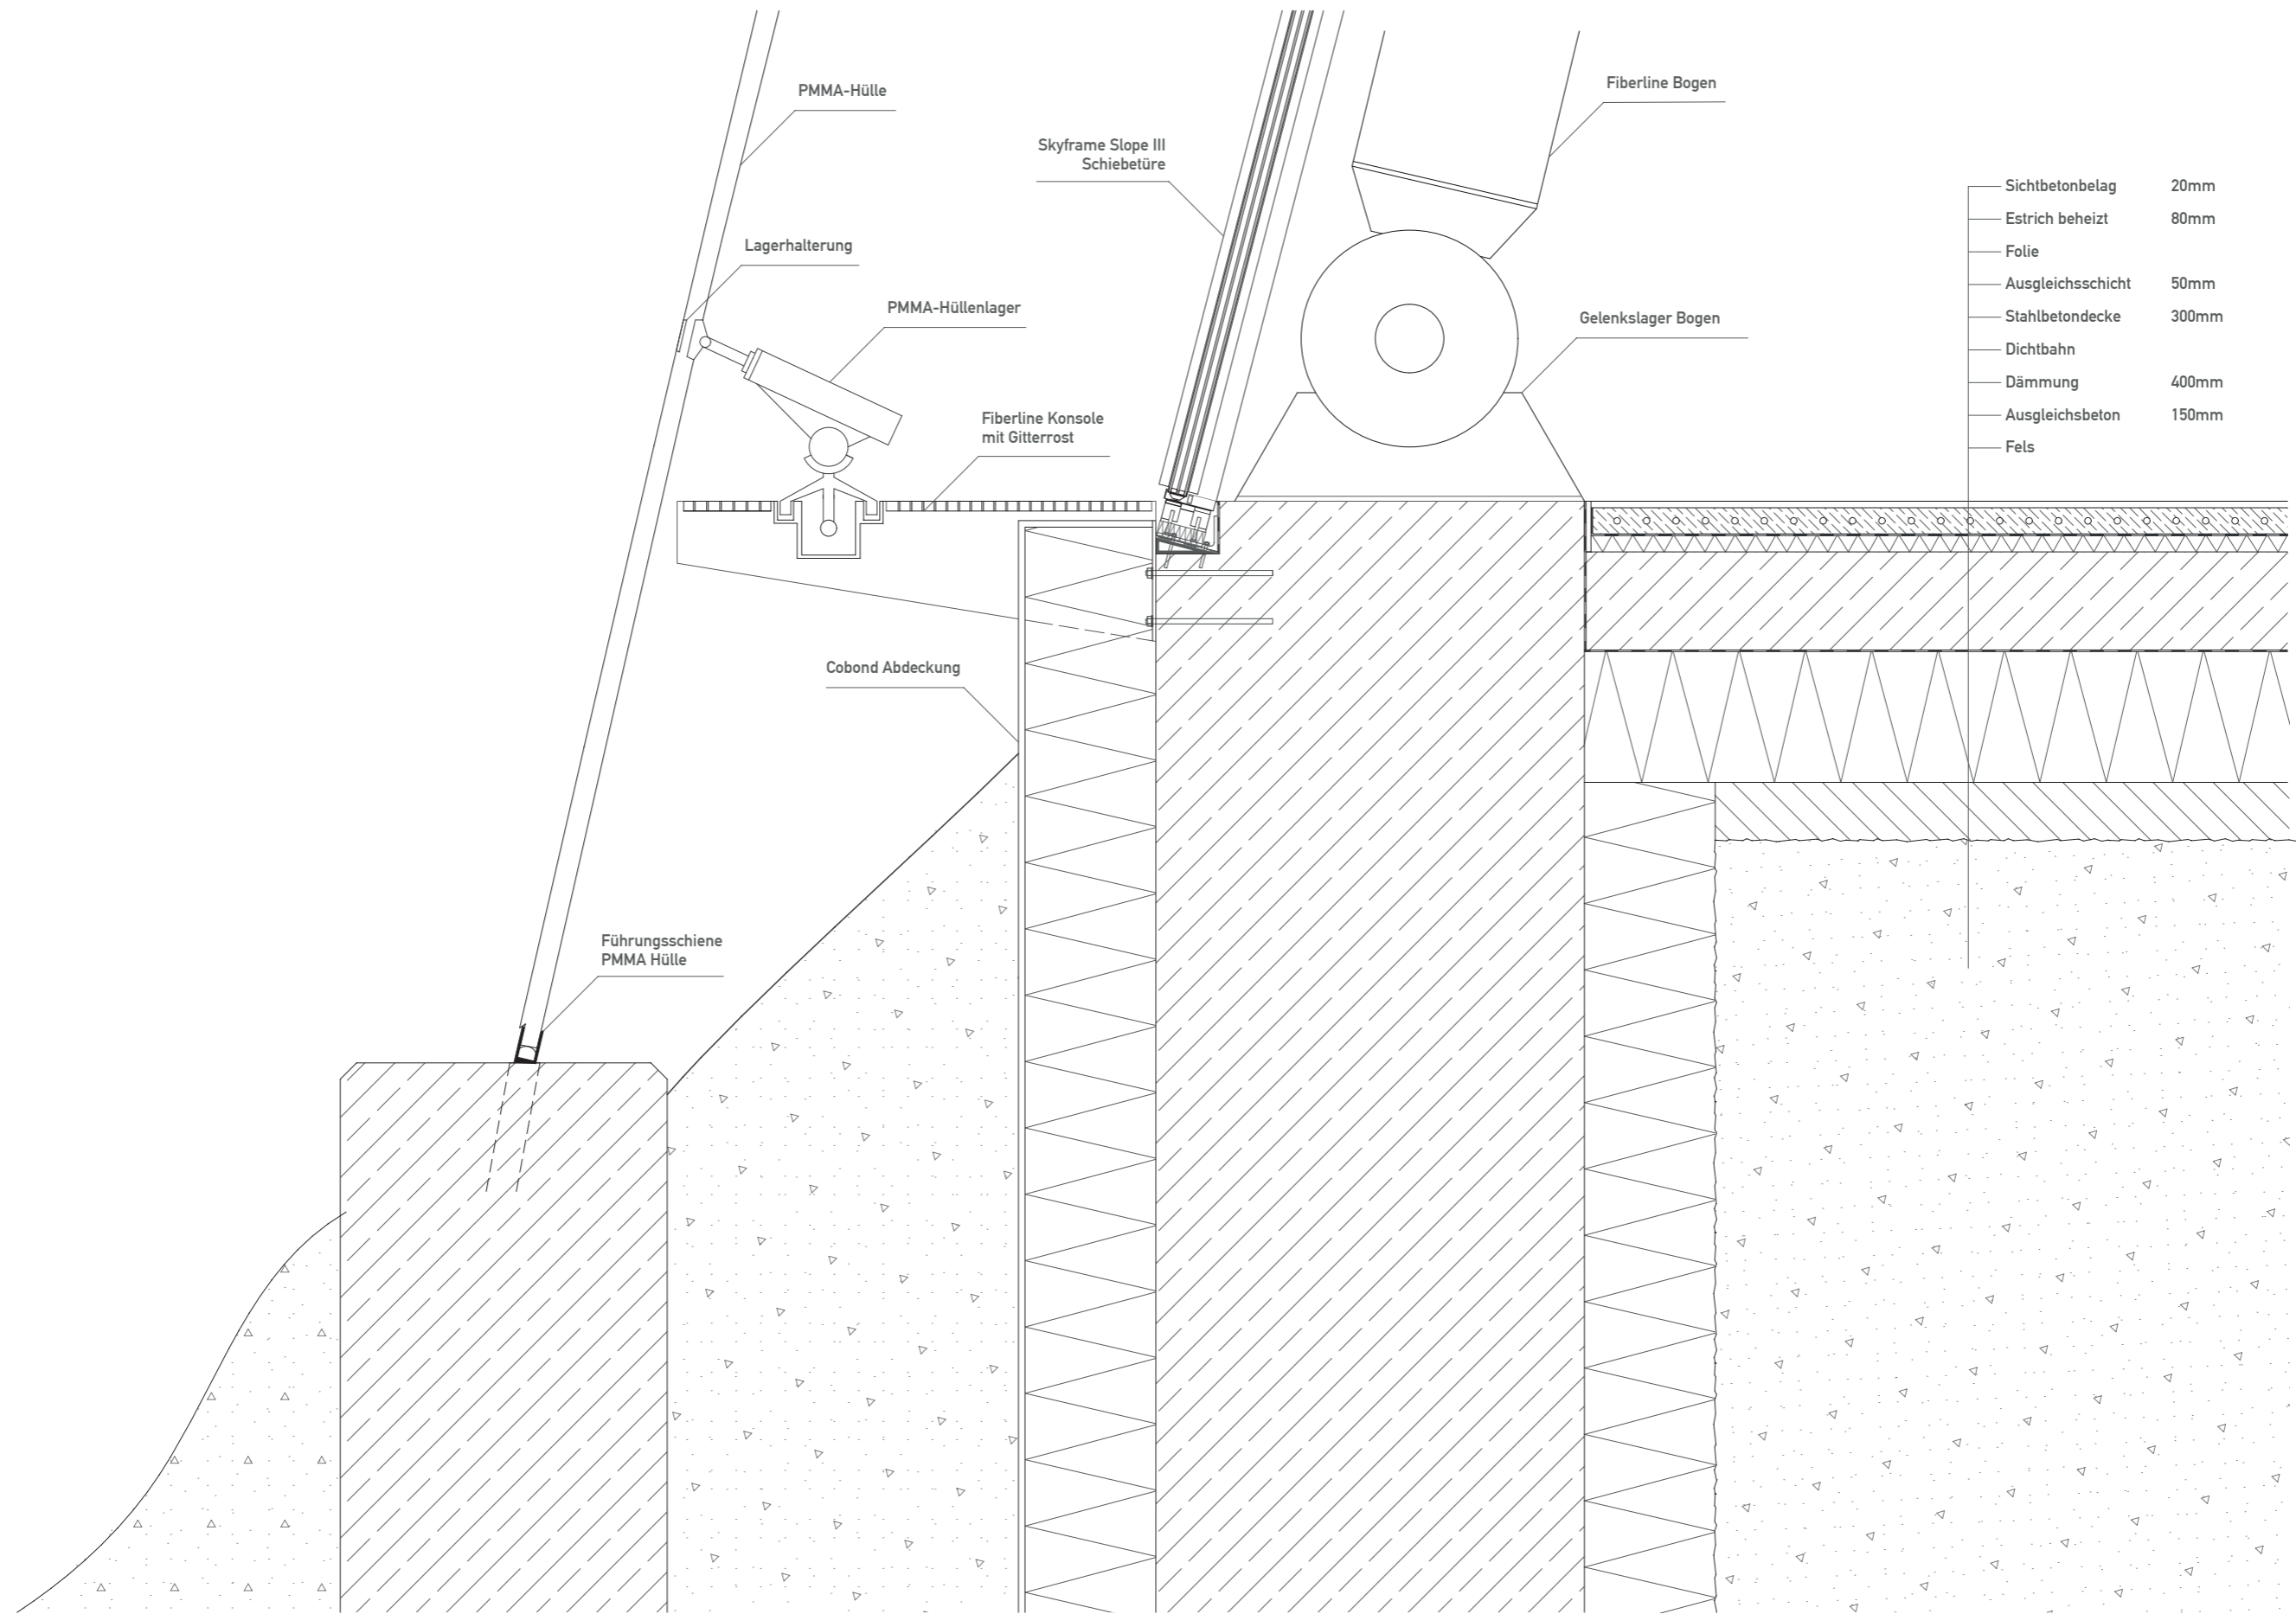 PMMA-Hülle
Fiberline Bogen
Skyframe Slope III
Schiebetüre
Lagerhalterung
PMMA-Hüllenlager
Gelenkslager Bogen
Fiberline Konsole
mit Gitterrost
Sichtbetonbelag 20mm
Estrich beheizt 80mm
Folie
Ausgleichsschicht 50mm
Stahlbetondecke 300mm
Dichtbahn
Dämmung 400mm
Ausgleichsbeton 150mm
Fels
Cobond Abdeckung
Führungsschiene
PMMA Hülle